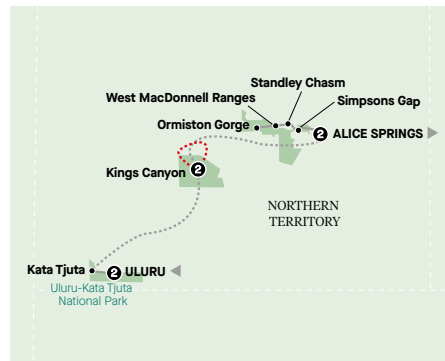 Standley Chasm
West MacDonnell Ranges
Simpsons Gap
Ormiston Gorge
2 ALICE SPRINGS
Kings Canyon 2
NORTHERN
TERRITORY
Kata Tjuta 2 ULURU
Uluru-Kata Tjuta
National Park